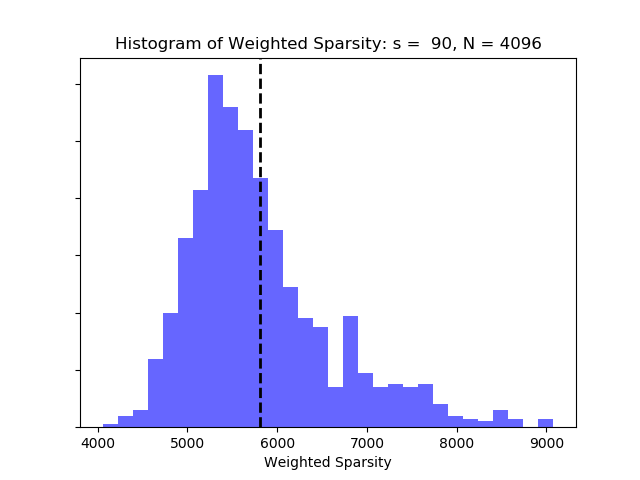 Histogram of Weighted Sparsity: s =  90, N = 4096
4000 5000 6000 7000 8000 9000
Weighted Sparsity